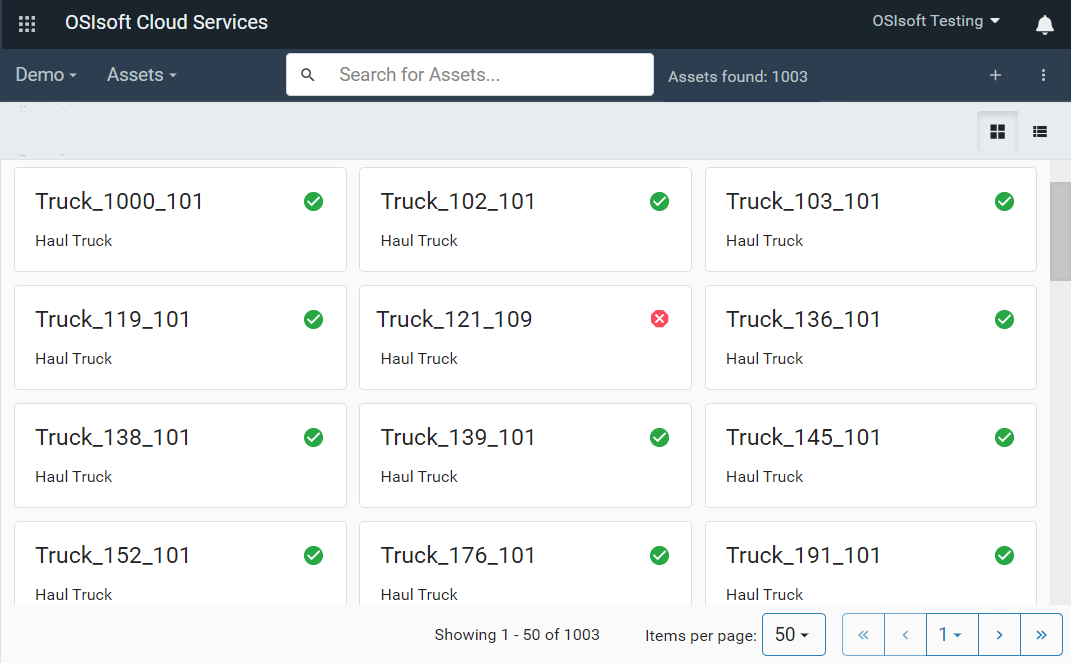 OSIsoft Cloud Services
OSIsoft Testing
Demo Assets Search for Assets... Assets found: 1003
Truck_1000_101 Truck_102_101 Truck_103_101
Haul Truck Haul Truck Haul Truck
Truck_119_101 Truck_121_109 Truck_136_101
Haul Truck Haul Truck Haul Truck
Truck_138_101 Truck_139_101 Truck_145_101
Haul Truck Haul Truck Haul Truck
Truck_152_101 Truck_176_101 Truck_191_101
Haul Truck Haul Truck Haul Truck
Showing 1 - 50 of 1003 Items per page: 50 « ‹ 1 › »